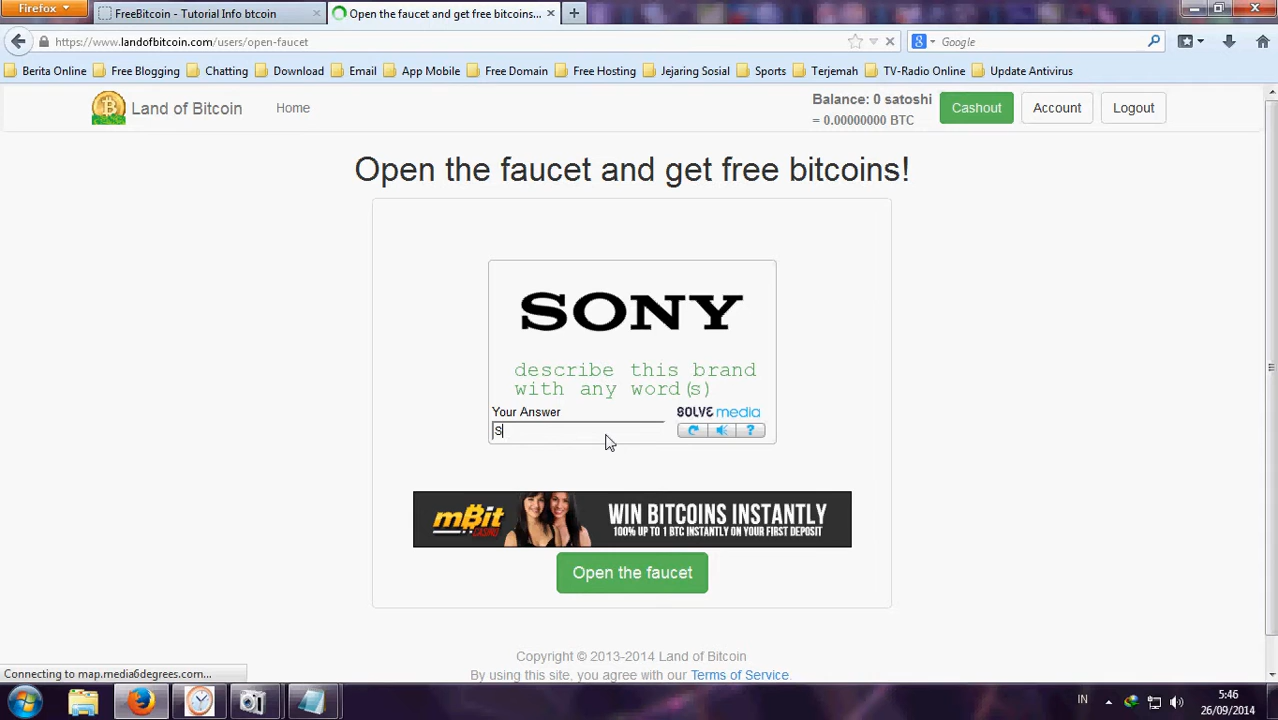 Firefox
FreeBitcoin - Tutorial Info btcoin
Open the faucet and get free bitcoins...
https://www.landofbitcoin.com/users/open-faucet
Google
Berita Online
Free Blogging
Chatting
Download
Email
App Mobile
Free Domain
Free Hosting
Jejaring Sosial
Sports
Terjemah
TV-Radio Online
Update Antivirus
Land of Bitcoin
Home
Balance: 0 satoshi
= 0.00000000 BTC
Cashout
Account
Logout
Open the faucet and get free bitcoins!
SONY
describe this brand
with any word(s)
Your Answer
SOLVE media
S
mBit
CASINO
WIN BITCOINS INSTANTLY
100% UP TO 1 BTC INSTANTLY ON YOUR FIRST DEPOSIT
Open the faucet
Copyright © 2013-2014 Land of Bitcoin
By using this site, you agree with our Terms of Service.
Connecting to map.media6degrees.com...
IN
5:46
26/09/2014